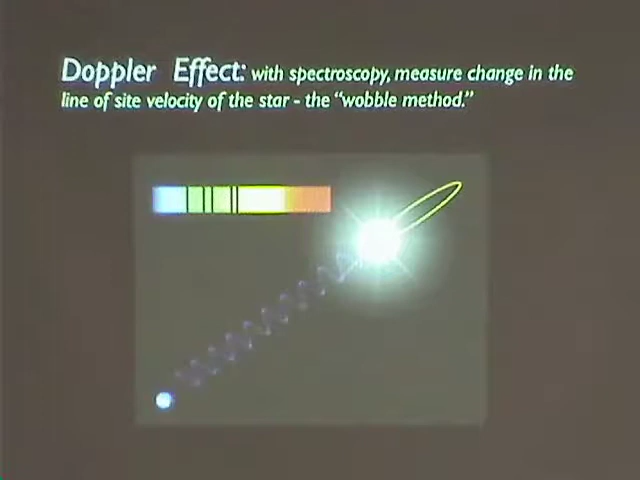 Doppler Effect: with spectroscopy, measure change in the
line of site velocity of the star - the “wobble method.”